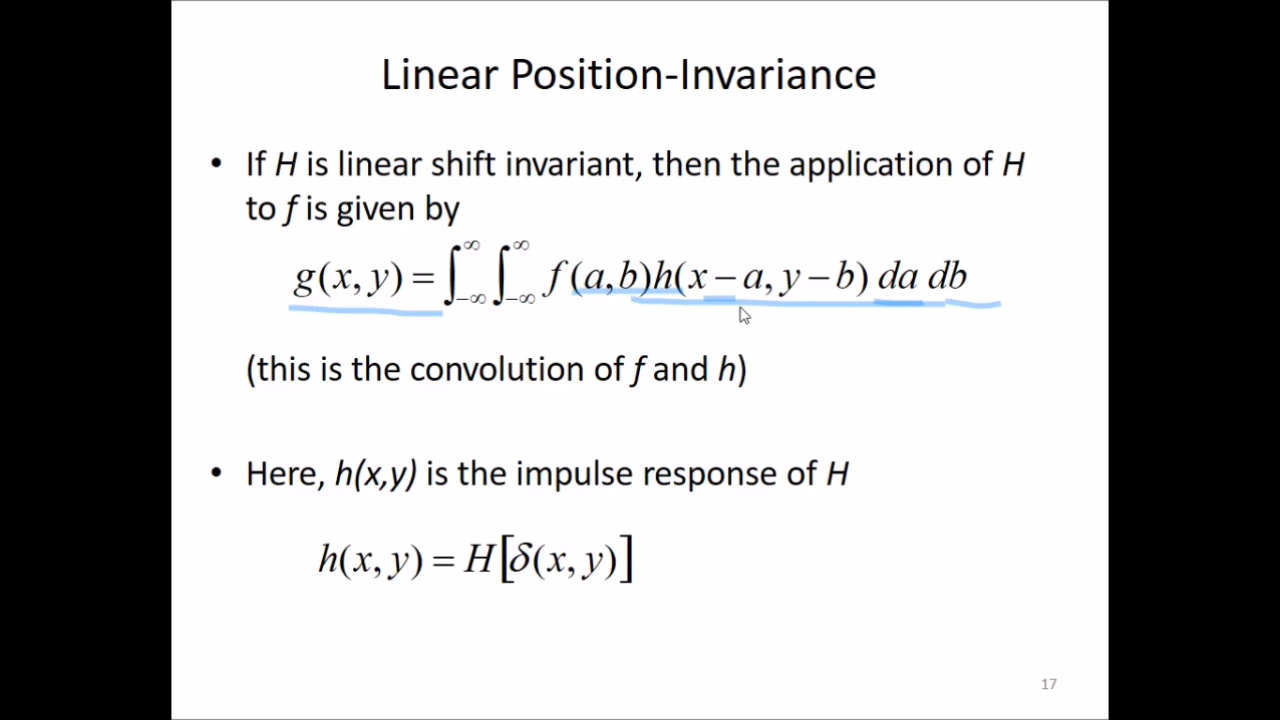 Linear Position-Invariance
• If H is linear shift invariant, then the application of H
to f is given by
g(x, y) = ∫_{−∞}^{∞} ∫_{−∞}^{∞} f(a,b)h(x − a, y − b) da db
(this is the convolution of f and h)
• Here, h(x,y) is the impulse response of H
h(x, y) = H[δ(x, y)]
17